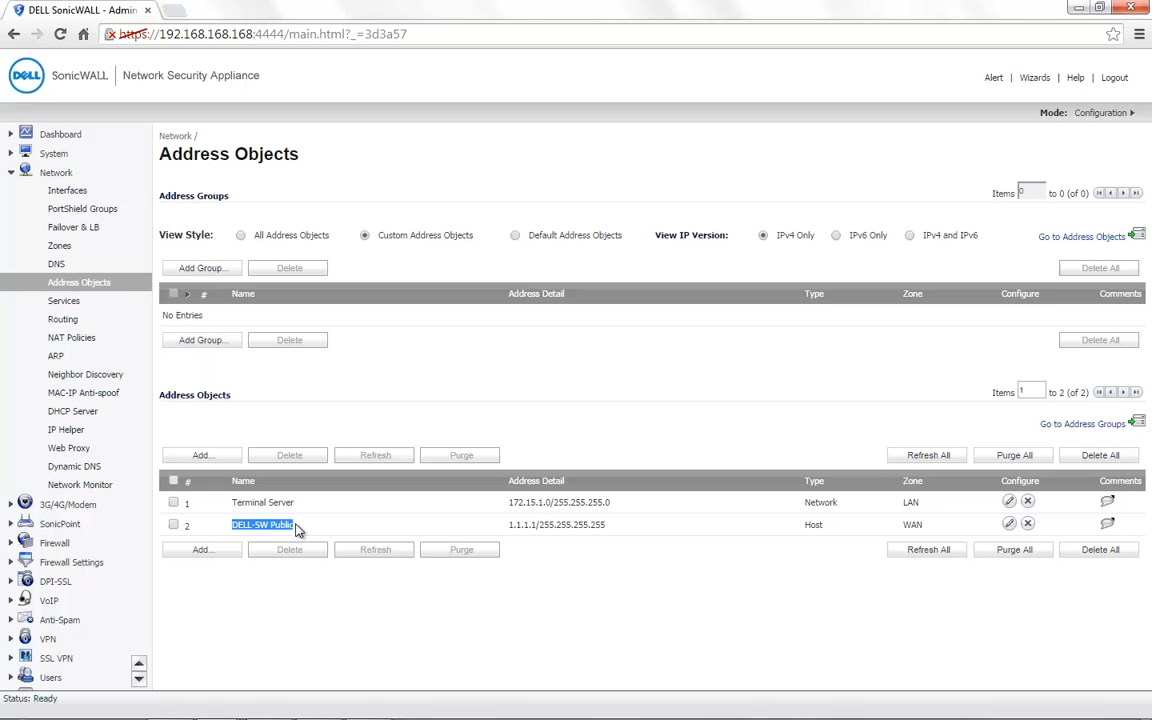 DELL SonicWALL - Admin ×
https://192.168.168.168:4444/main.html?_=3d3a57
DELL SonicWALL | Network Security Appliance
Alert | Wizards | Help | Logout
Mode: Configuration
Dashboard
System
Network
Interfaces
PortShield Groups
Failover & LB
Zones
DNS
Address Objects
Services
Routing
NAT Policies
ARP
Neighbor Discovery
MAC-IP Anti-spoof
DHCP Server
IP Helper
Web Proxy
Dynamic DNS
Network Monitor
3G/4G/Modem
SonicPoint
Firewall
Firewall Settings
DPI-SSL
VoIP
Anti-Spam
VPN
SSL VPN
Users
Network /
Address Objects
Address Groups
Items 0 to 0 (of 0)
View Style: All Address Objects Custom Address Objects Default Address Objects View IP Version: IPv4 Only IPv6 Only IPv4 and IPv6 Go to Address Objects
Add Group... Delete Delete All
# Name Address Detail Type Zone Configure Comments
No Entries
Add Group... Delete Delete All
Address Objects
Items 1 to 2 (of 2)
Go to Address Groups
Add... Delete Refresh Purge Refresh All Purge All Delete All
# Name Address Detail Type Zone Configure Comments
1 Terminal Server 172.15.1.0/255.255.255.0 Network LAN
2 DELL-SW Public 1.1.1.1/255.255.255.255 Host WAN
Add... Delete Refresh Purge Refresh All Purge All Delete All
Status: Ready